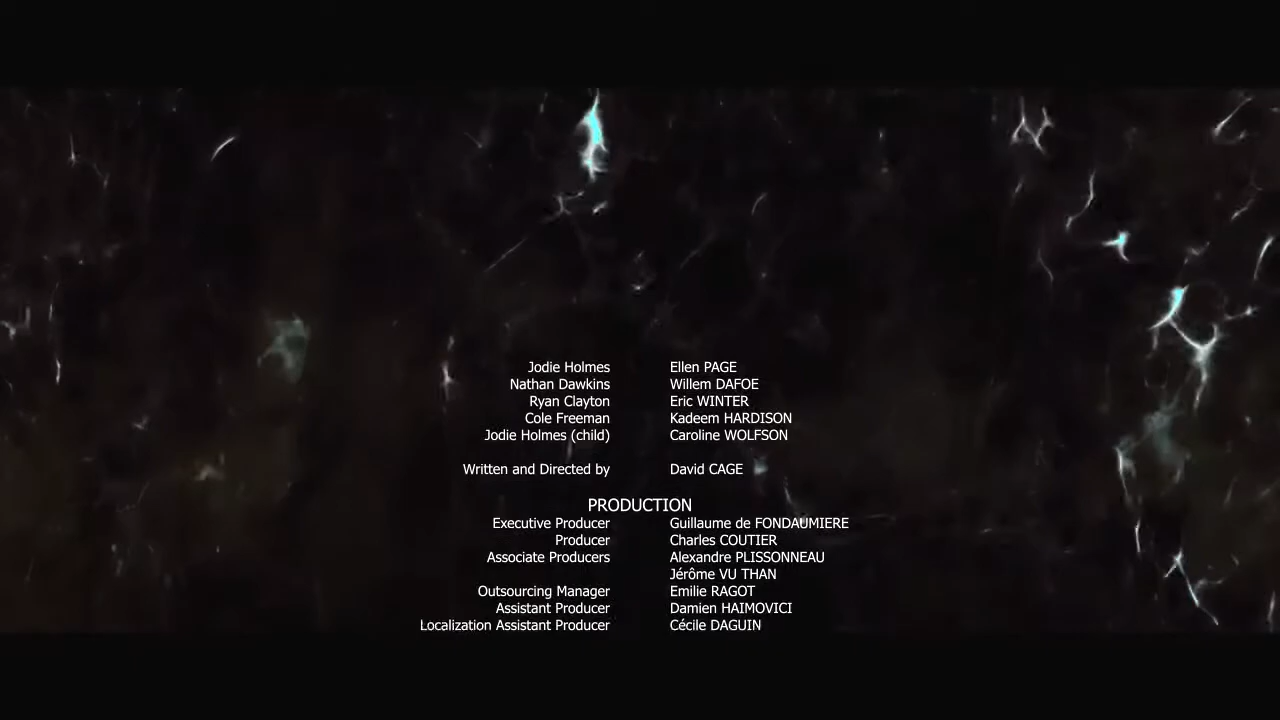 Jodie Holmes Ellen PAGE
Nathan Dawkins Willem DAFOE
Ryan Clayton Eric WINTER
Cole Freeman Kadeem HARDISON
Jodie Holmes (child) Caroline WOLFSON
Written and Directed by David CAGE
PRODUCTION
Executive Producer Guillaume de FONDAUMIERE
Producer Charles COUTIER
Associate Producers Alexandre PLISSONNEAU
Jérôme VU THAN
Outsourcing Manager Emilie RAGOT
Assistant Producer Damien HAIMOVICI
Localization Assistant Producer Cécile DAGUIN